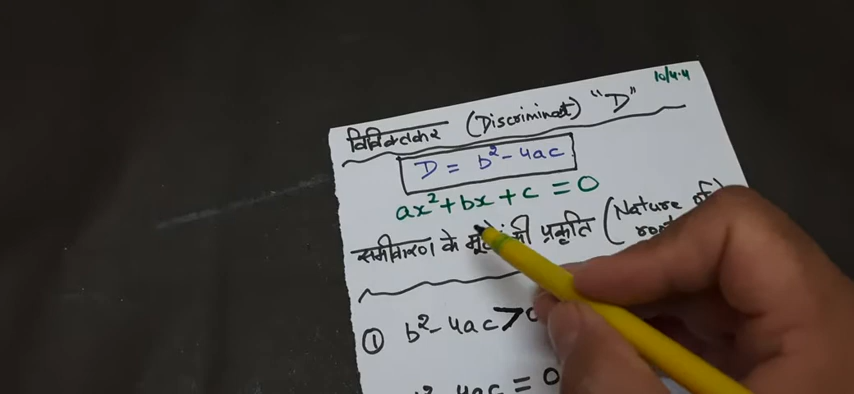 10/4.4
विविक्तकर (Discriminant) "D"
D = b² - 4ac
ax² + bx + c = 0
समीकरण के मूलों की प्रकृति (Nature of
① b² - 4ac >
4ac = 0